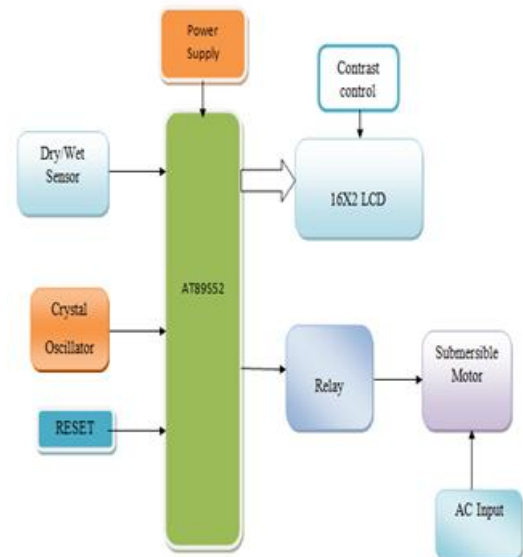 Power
Supply
Contrast
control
Dry/Wet
Sensor
16X2 LCD
AT89S52
Crystal
Oscillator
Relay
Submersible
Motor
RESET
AC Input